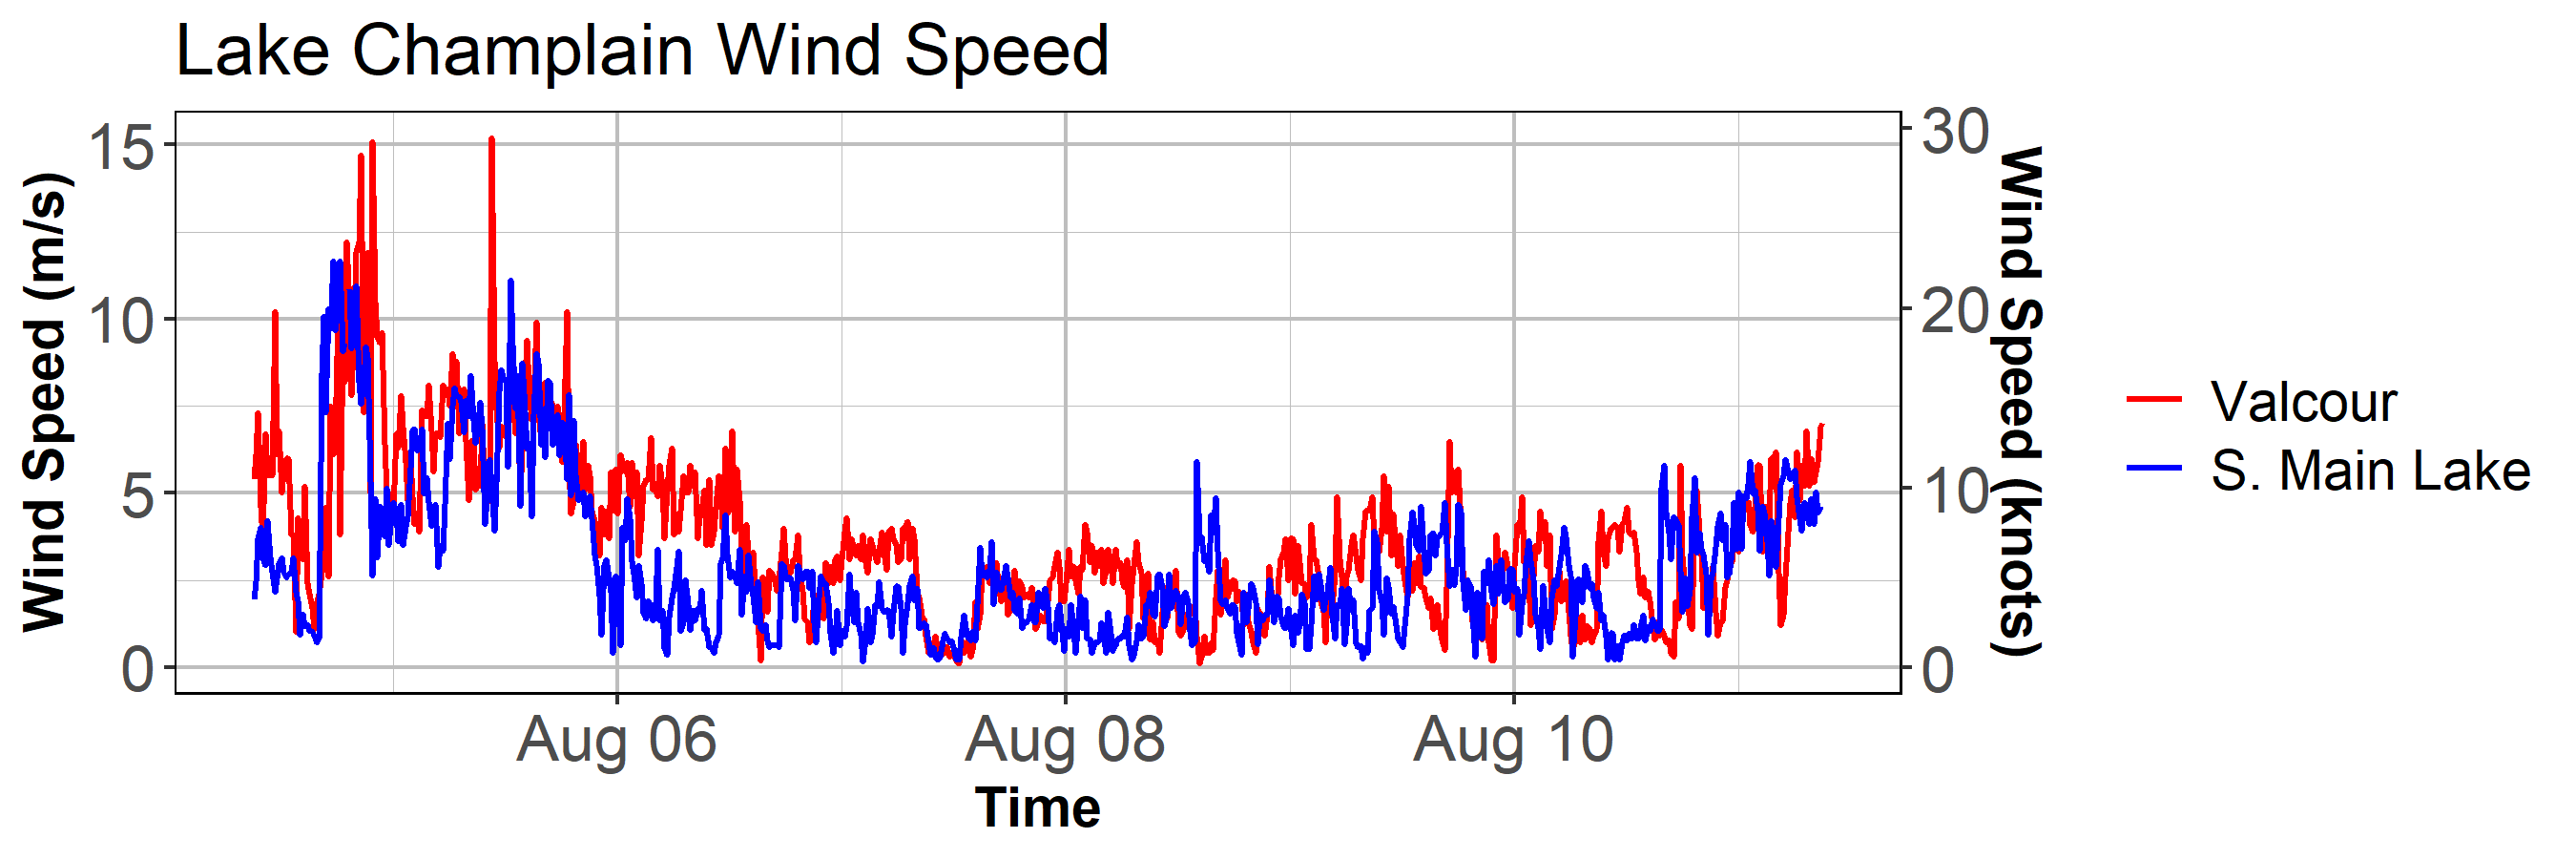 Lake Champlain Wind Speed
Wind Speed (m/s)
15
10
5
0
30
20
10
0
Wind Speed (knots)
Aug 06
Aug 08
Aug 10
Time
Valcour
S. Main Lake